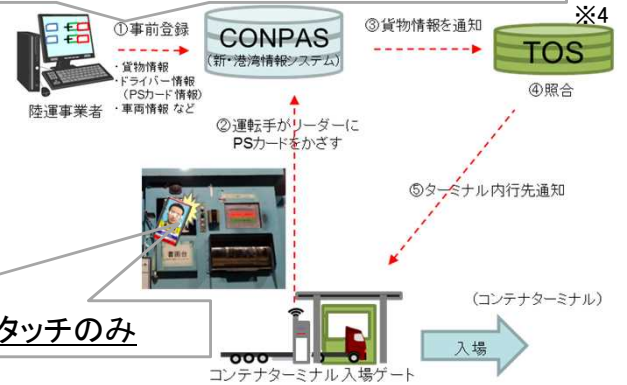 ※4
①事前登録
・貨物情報
・ドライバー情報
（PSカード情報）
・車両情報 など
陸運事業者
CONPAS
（新・港湾情報システム）
③貨物情報を通知
TOS
④照合
②運転手がリーダーに
PSカードをかざす
⑤ターミナル内行先通知
タッチのみ
（コンテナターミナル）
入場
コンテナターミナル入場ゲート